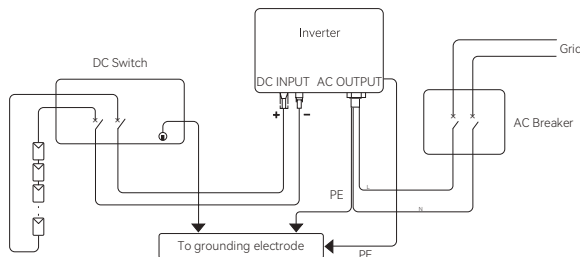 Inverter
DC INPUT
AC OUTPUT
+
−
DC Switch
Grid
AC Breaker
PE
L
N
To grounding electrode
PE